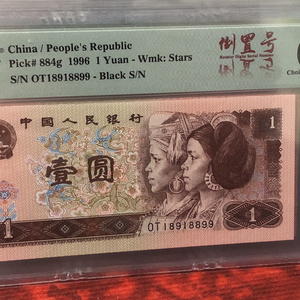 China / People's Republic
Pick# 884g 1996 1 Yuan - Wmk: Stars
S/N OT18918899 - Black S/N
倒置号
中国人民银行
1
壹圆
OT18918899
1
1